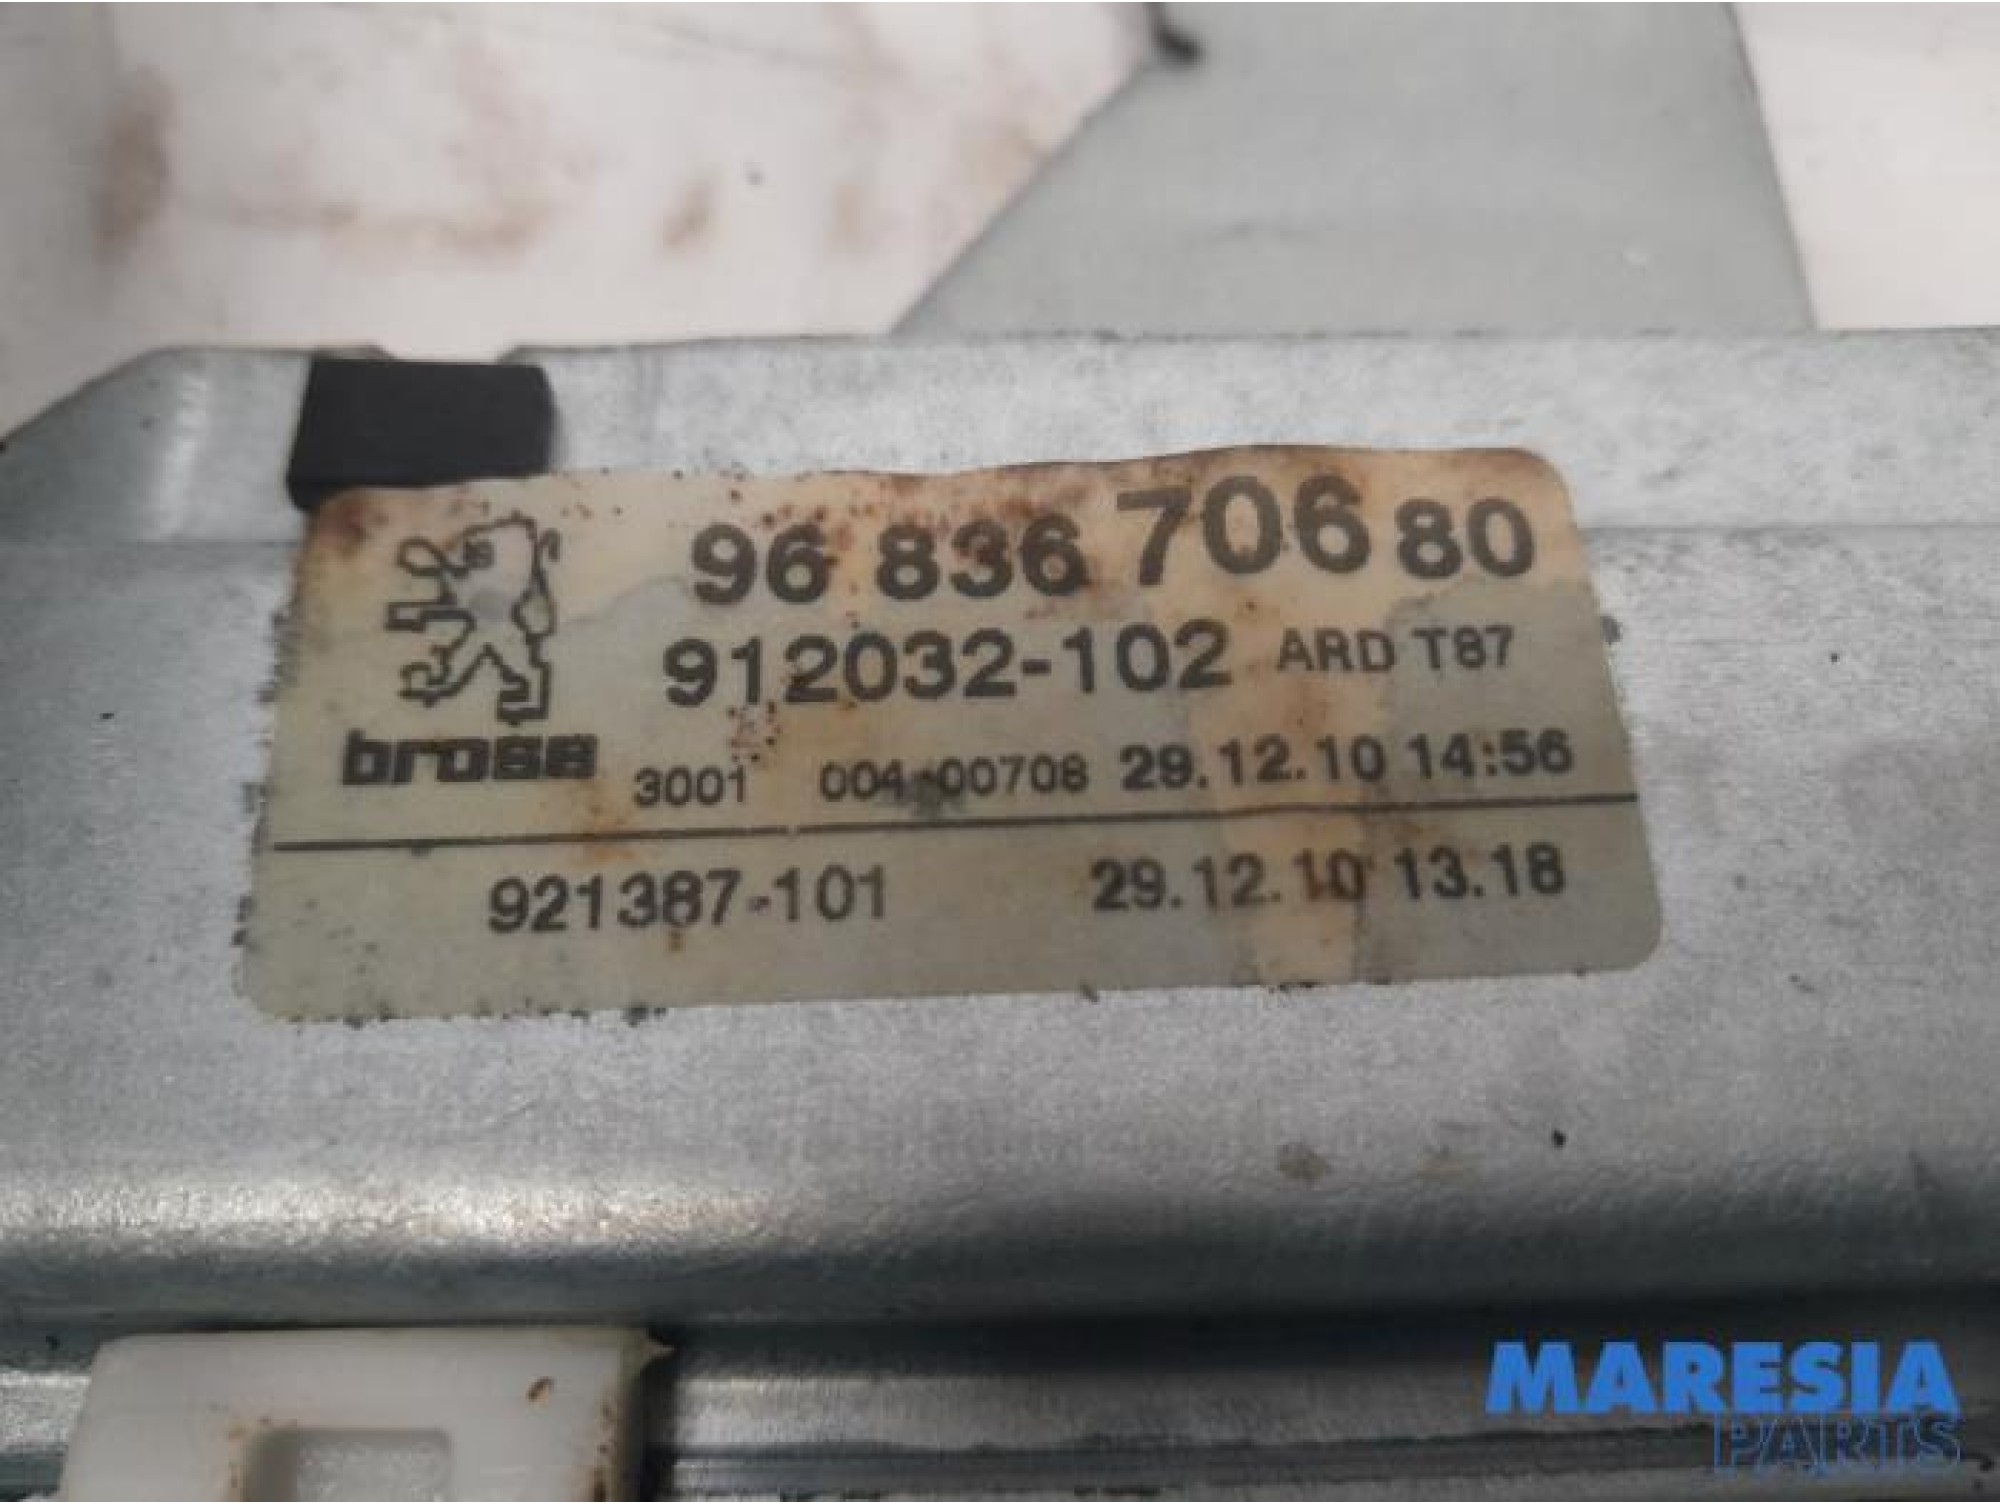 96 836 706 80
912032-102 ARD T87
brose 3001 004-00708 29.12.10 14:56
921387-101 29.12.10 13.18
MARESIA
PARTS